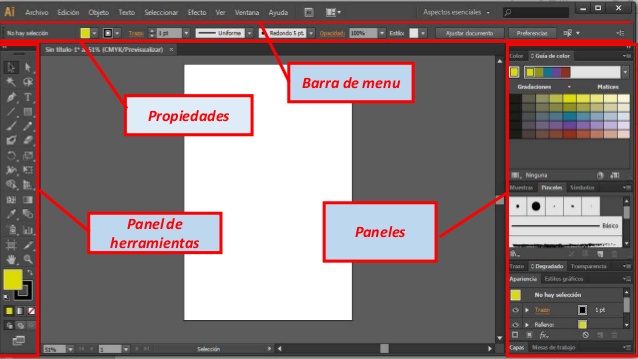 Ai Archivo Edición Objeto Texto Seleccionar Efecto Ver Ventana Ayuda Aspectos esenciales
No hay selección Trazo: 1 pt Uniforme Redondo 5 pt. Opacidad: 100% Estilo: Ajustar documento Preferencias
Sin título-1* al 51% (CMYK/Previsualizar) ×
Color Guía de color
Barra de menu
Gradaciones Matices
Propiedades
Ninguna
Muestras Pinceles Símbolos
Panel de
herramientas
Paneles
Básico
Trazo Degradado Transparencia
Apariencia Estilos gráficos
No hay selección
Trazo: 1 pt
Relleno:
51% 1 Selección
Capas Mesas de trabajo